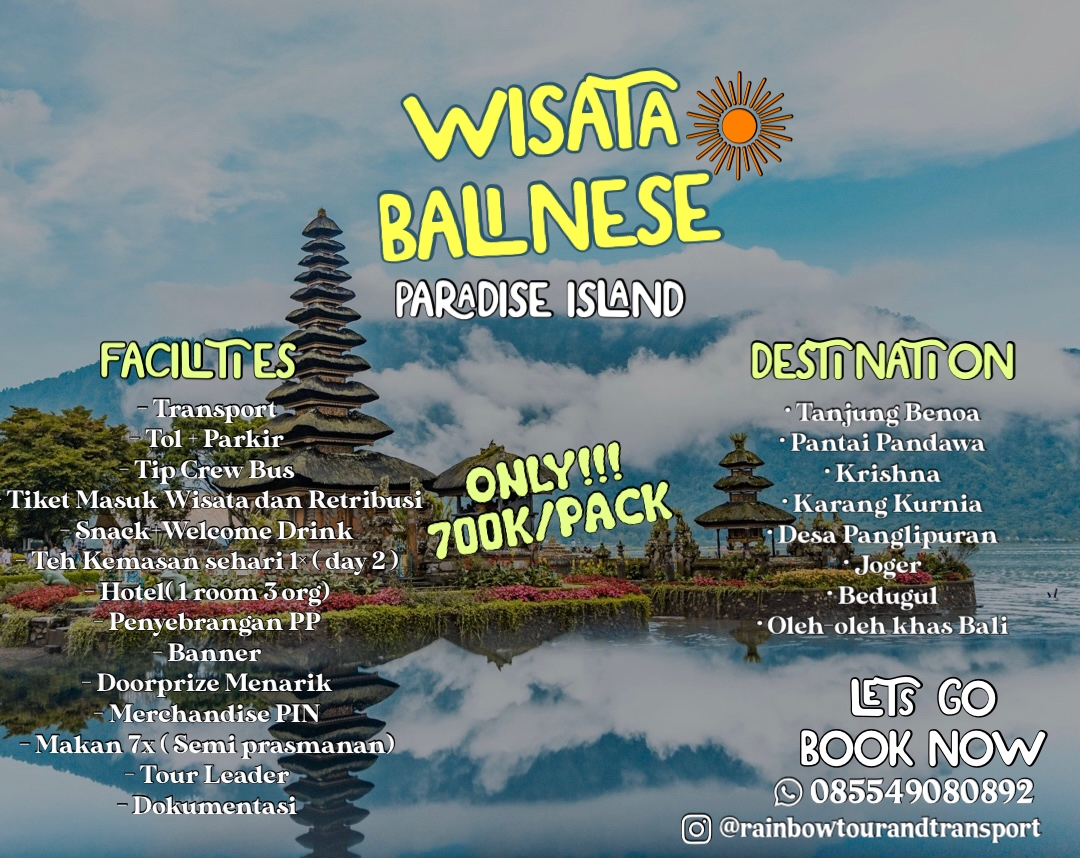 WISATA
BALINESE
PARADISE ISLAND
FACILITIES
- Transport
- Tol + Parkir
- Tip Crew Bus
- Tiket Masuk Wisata dan Retribusi
- Snack+Welcome Drink
- Teh Kemasan sehari 1× ( day 2 )
- Hotel( 1 room 3 org)
- Penyebrangan PP
- Banner
- Doorprize Menarik
- Merchandise PIN
- Makan 7x ( Semi prasmanan)
- Tour Leader
- Dokumentasi
ONLY!!!
700K/PACK
DESTINATION
• Tanjung Benoa
• Pantai Pandawa
• Krishna
• Karang Kurnia
• Desa Panglipuran
• Joger
• Bedugul
• Oleh-oleh khas Bali
LETS GO
BOOK NOW
085549080892
@rainbowtourandtransport